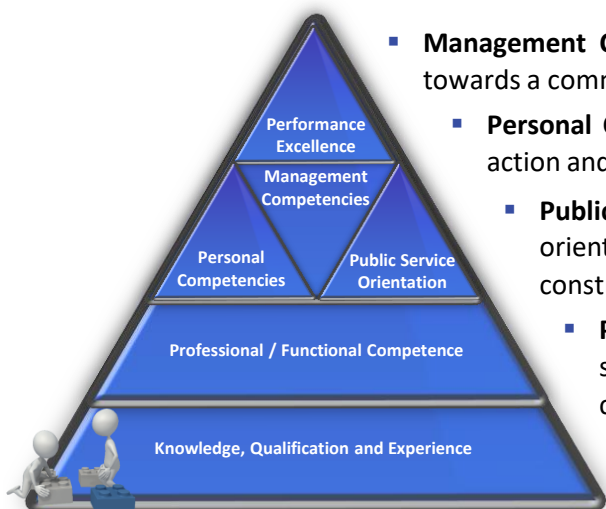 Performance
Excellence
Management
Competencies
Personal
Competencies
Public Service
Orientation
Professional / Functional Competence
Knowledge, Qualification and Experience
▪ Management
towards a comm
▪ Personal
action and
▪ Public
orient
const
▪